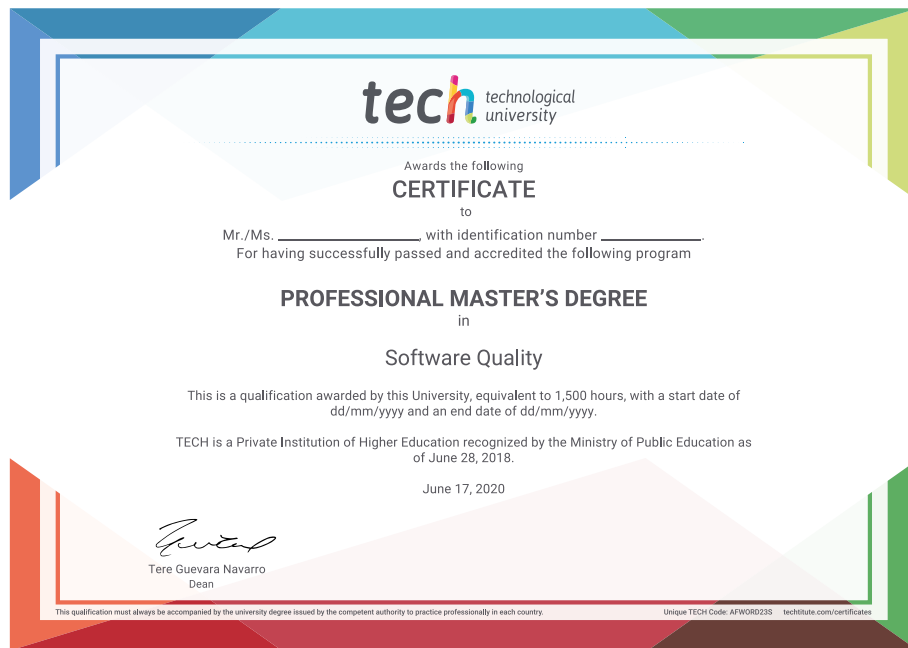 tech technological
university
Awards the following
CERTIFICATE
to
Mr./Ms. ____________________, with identification number ______________.
For having successfully passed and accredited the following program
PROFESSIONAL MASTER'S DEGREE
in
Software Quality
This is a qualification awarded by this University, equivalent to 1,500 hours, with a start date of
dd/mm/yyyy and an end date of dd/mm/yyyy.
TECH is a Private Institution of Higher Education recognized by the Ministry of Public Education as
of June 28, 2018.
June 17, 2020
Tere Guevara Navarro
Dean
This qualification must always be accompanied by the university degree issued by the competent authority to practice professionally in each country.
Unique TECH Code: AFWORD23S techtitute.com/certificates